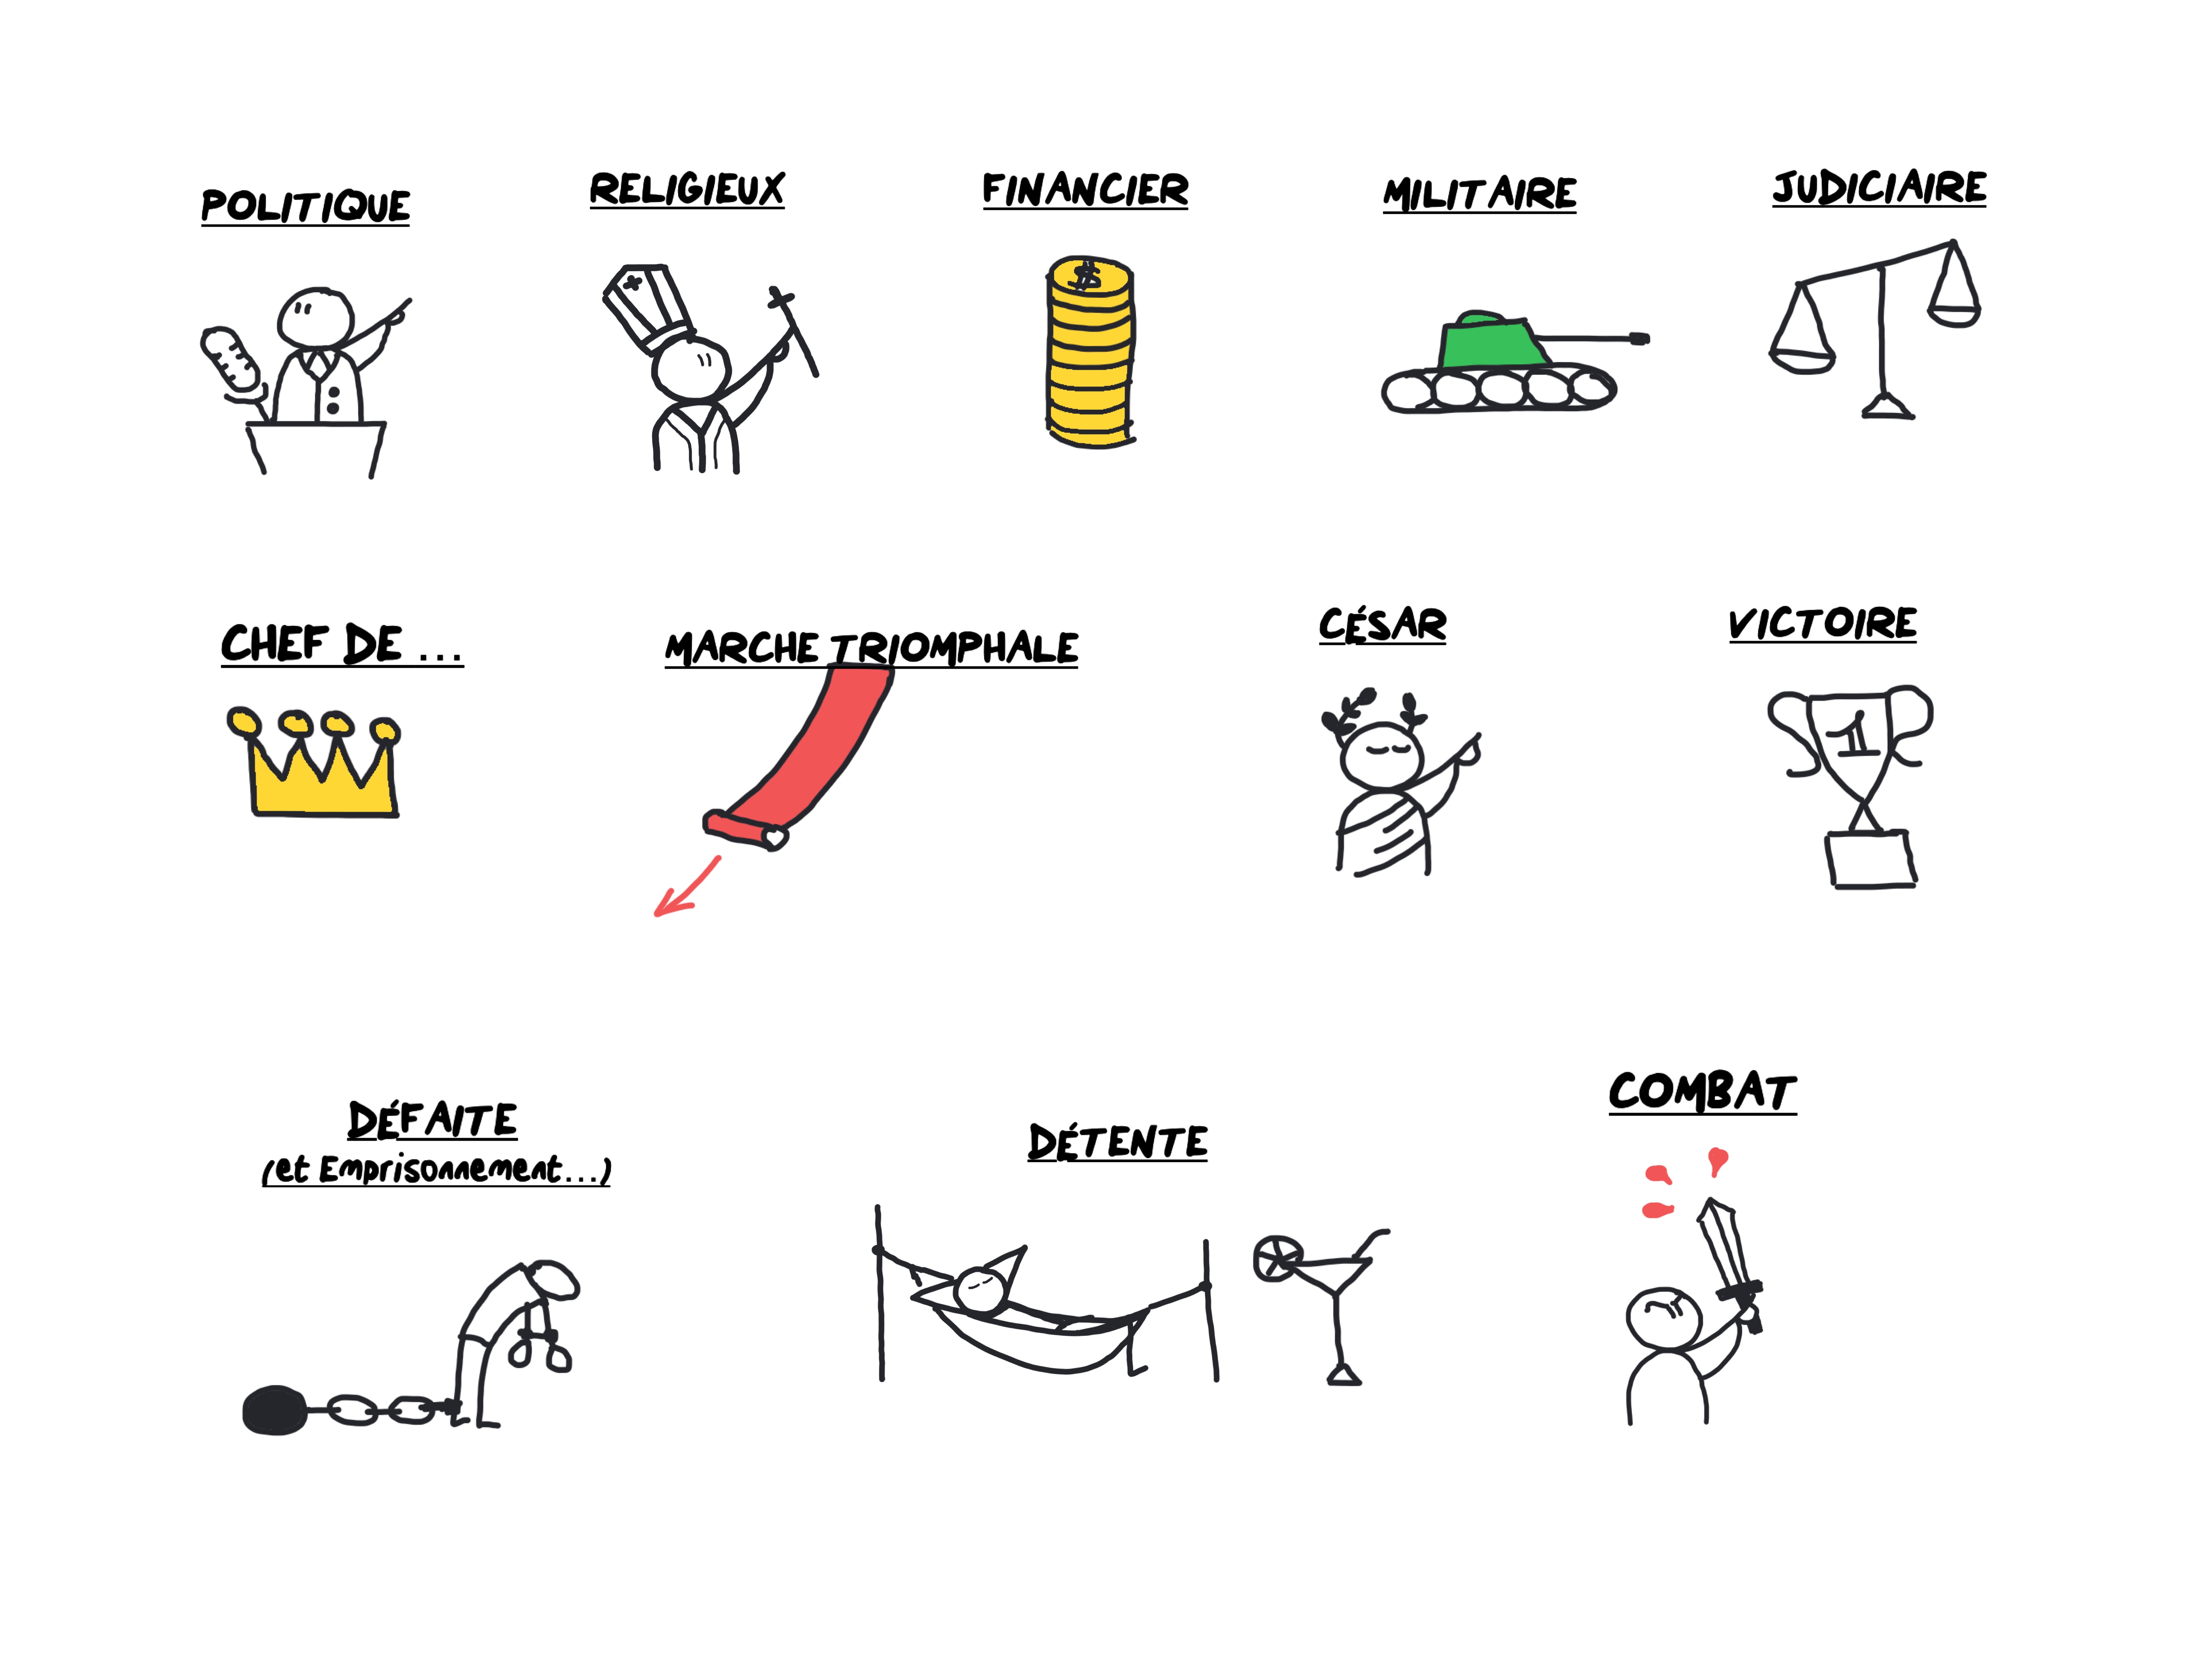 POLITIQUE
RELIGIEUX
FINANCIER
MILITAIRE
JUDICIAIRE
$
CHEF DE ...
MARCHE TRIOMPHALE
CÉSAR
VICTOIRE
1
DÉFAITE
(et Emprisonnement...)
DÉTENTE
COMBAT